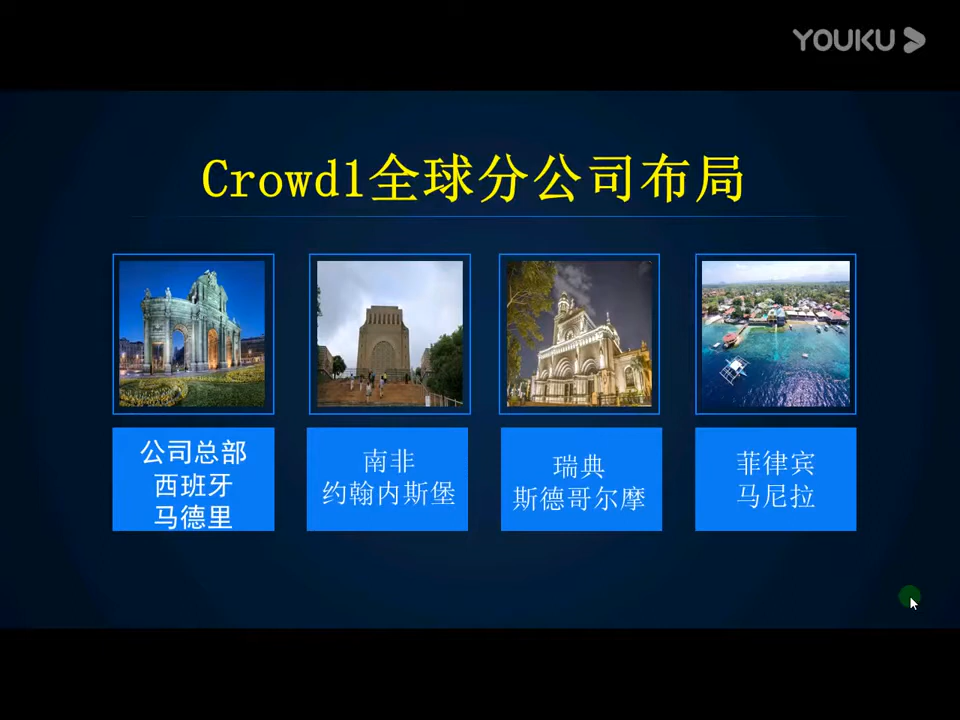 YOUKU
Crowd1全球分公司布局
公司总部
西班牙
马德里
南非
约翰内斯堡
瑞典
斯德哥尔摩
菲律宾
马尼拉